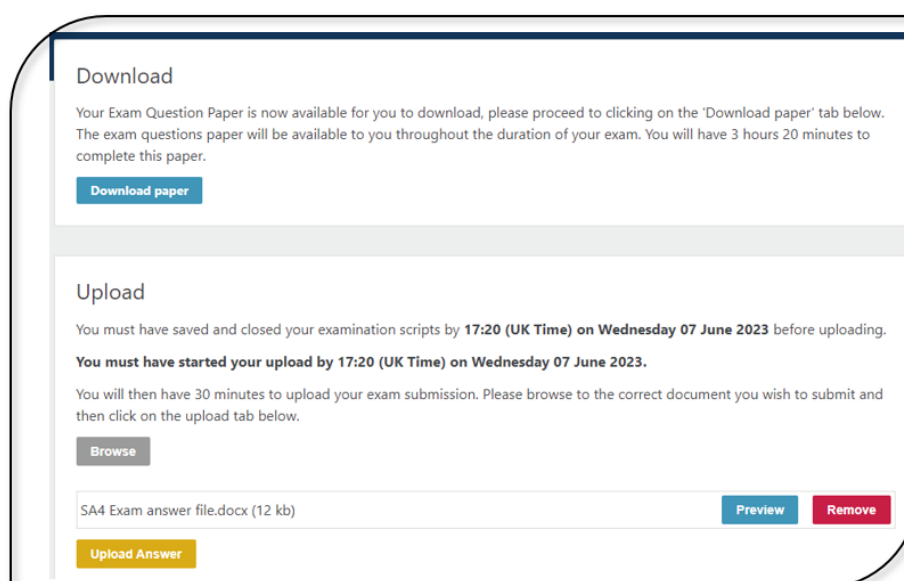 Download
Your Exam Question Paper is now available for you to download, please proceed to clicking on the 'Download paper' tab below.
The exam questions paper will be available to you throughout the duration of your exam. You will have 3 hours 20 minutes to
complete this paper.
Download paper
Upload
You must have saved and closed your examination scripts by 17:20 (UK Time) on Wednesday 07 June 2023 before uploading.
You must have started your upload by 17:20 (UK Time) on Wednesday 07 June 2023.
You will then have 30 minutes to upload your exam submission. Please browse to the correct document you wish to submit and
then click on the upload tab below.
Browse
SA4 Exam answer file.docx (12 kb) Preview Remove
Upload Answer